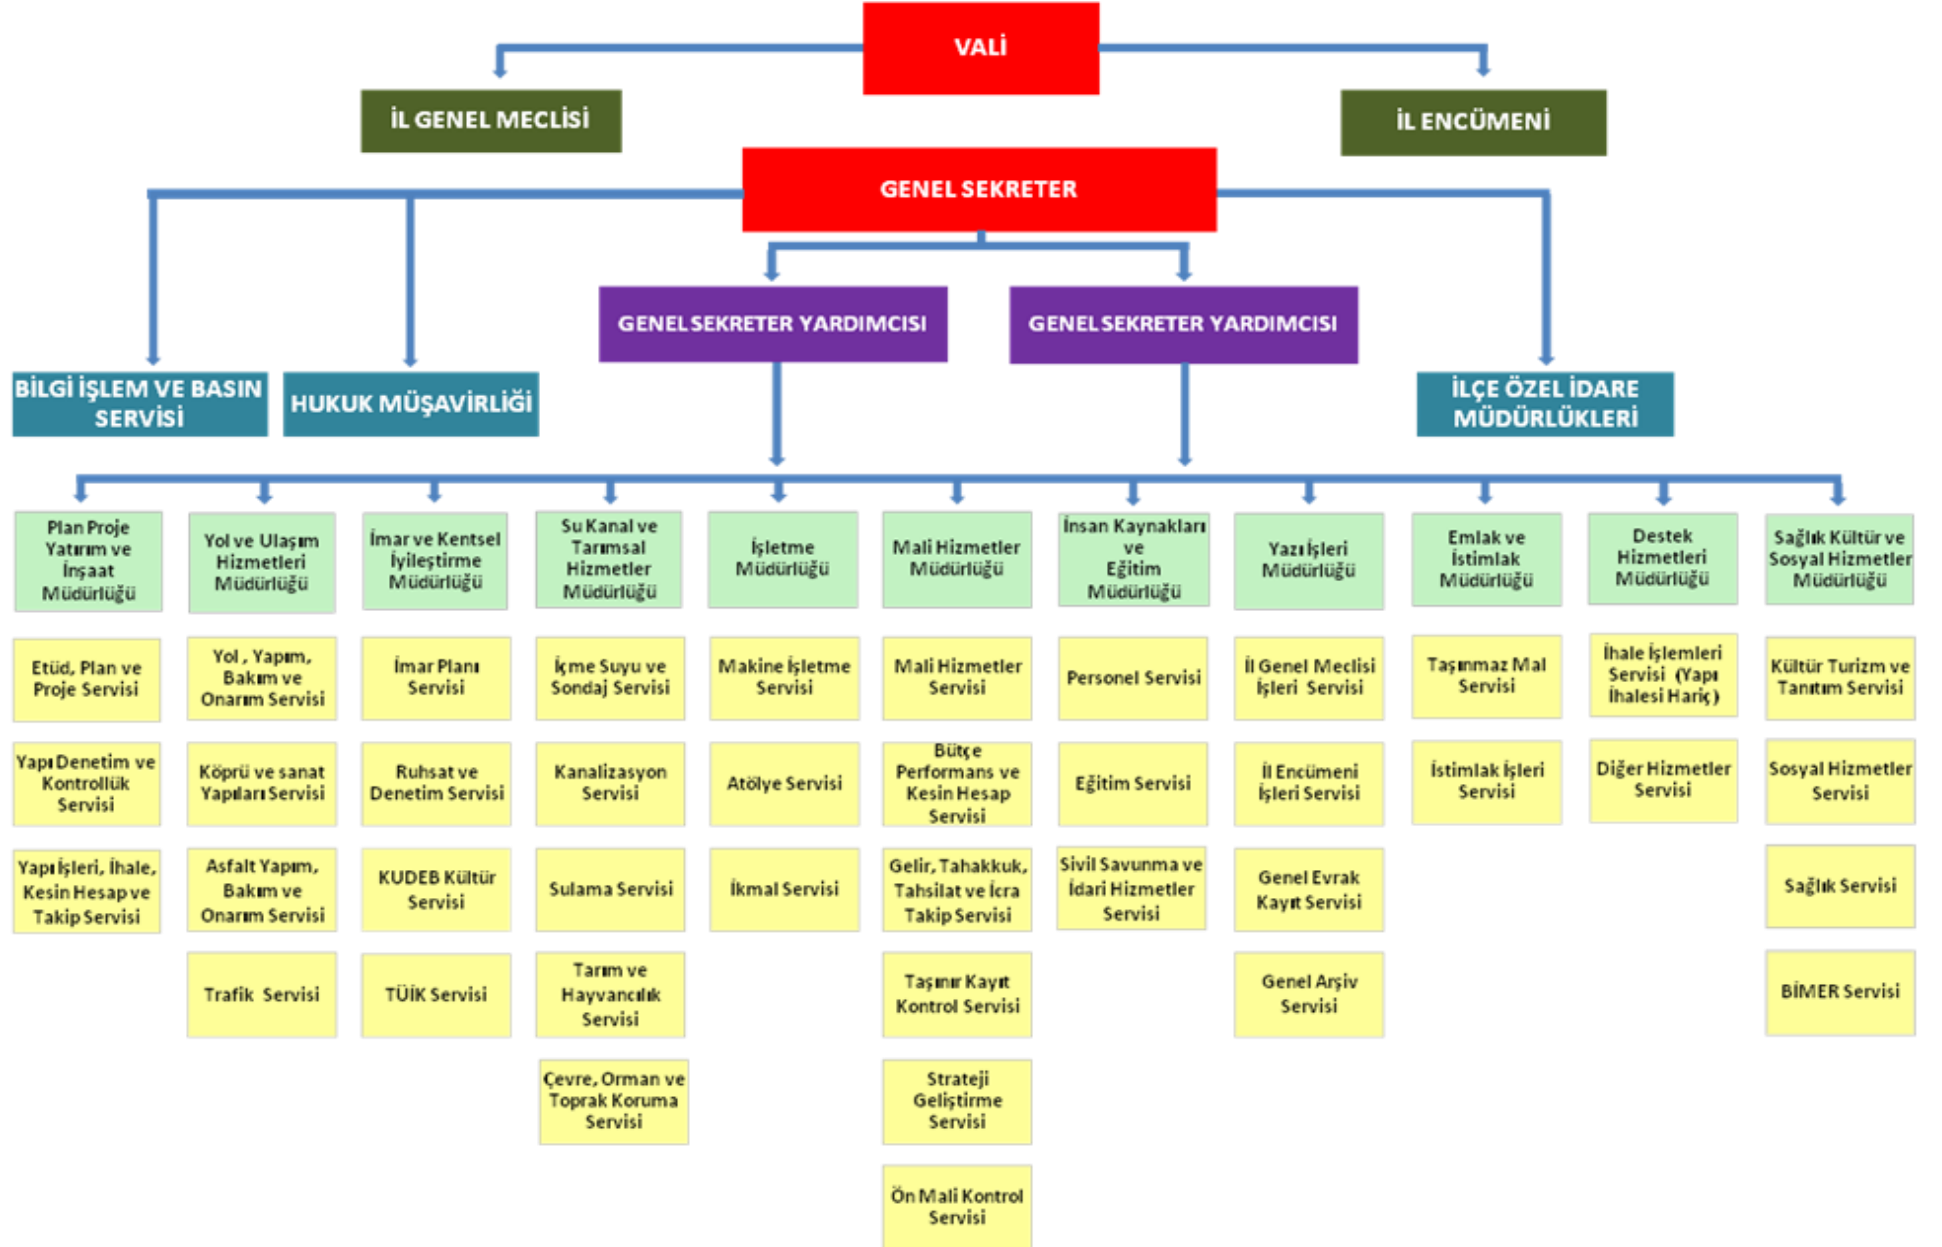 VALİ
İL GENEL MECLİSİ
İL ENCÜMENİ
GENEL SEKRETER
GENEL SEKRETER YARDIMCISI
GENEL SEKRETER YARDIMCISI
BİLGİ İŞLEM VE BASIN
SERVİSİ
HUKUK MÜŞAVİRLİĞİ
İLÇE ÖZEL İDARE
MÜDÜRLÜKLERİ
Plan Proje
Yatırım ve
İnşaat
Müdürlüğü
Yol ve Ulaşım
Hizmetleri
Müdürlüğü
İmar ve Kentsel
İyileştirme
Müdürlüğü
Su Kanal ve
Tarımsal
Hizmetler
Müdürlüğü
İşletme
Müdürlüğü
Mali Hizmetler
Müdürlüğü
İnsan Kaynakları
ve
Eğitim
Müdürlüğü
Yazı İşleri
Müdürlüğü
Emlak ve
İstimlak
Müdürlüğü
Destek
Hizmetleri
Müdürlüğü
Sağlık Kültür ve
Sosyal Hizmetler
Müdürlüğü
Etüd, Plan ve
Proje Servisi
Yol , Yapım,
Bakım ve
Onarım Servisi
İmar Planı
Servisi
İçme Suyu ve
Sondaj Servisi
Makine İşletme
Servisi
Mali Hizmetler
Servisi
Personel Servisi
İl Genel Meclisi
İşleri Servisi
Taşınmaz Mal
Servisi
İhale İşlemleri
Servisi (Yapı
İhalesi Hariç)
Kültür Turizm ve
Tanıtım Servisi
Yapı Denetim ve
Kontrollük
Servisi
Köprü ve sanat
Yapıları Servisi
Ruhsat ve
Denetim Servisi
Kanalizasyon
Servisi
Atölye Servisi
Bütçe
Performans ve
Kesin Hesap
Servisi
Eğitim Servisi
İl Encümeni
İşleri Servisi
İstimlak İşleri
Servisi
Diğer Hizmetler
Servisi
Sosyal Hizmetler
Servisi
Yapı İşleri, İhale,
Kesin Hesap ve
Takip Servisi
Asfalt Yapım,
Bakım ve
Onarım Servisi
KUDEB Kültür
Servisi
Sulama Servisi
İkmal Servisi
Gelir, Tahakkuk,
Tahsilat ve İcra
Takip Servisi
Sivil Savunma ve
İdari Hizmetler
Servisi
Genel Evrak
Kayıt Servisi
Sağlık Servisi
Trafik Servisi
TÜİK Servisi
Tarım ve
Hayvancılık
Servisi
Taşınır Kayıt
Kontrol Servisi
Genel Arşiv
Servisi
BİMER Servisi
Çevre, Orman ve
Toprak Koruma
Servisi
Strateji
Geliştirme
Servisi
Ön Mali Kontrol
Servisi